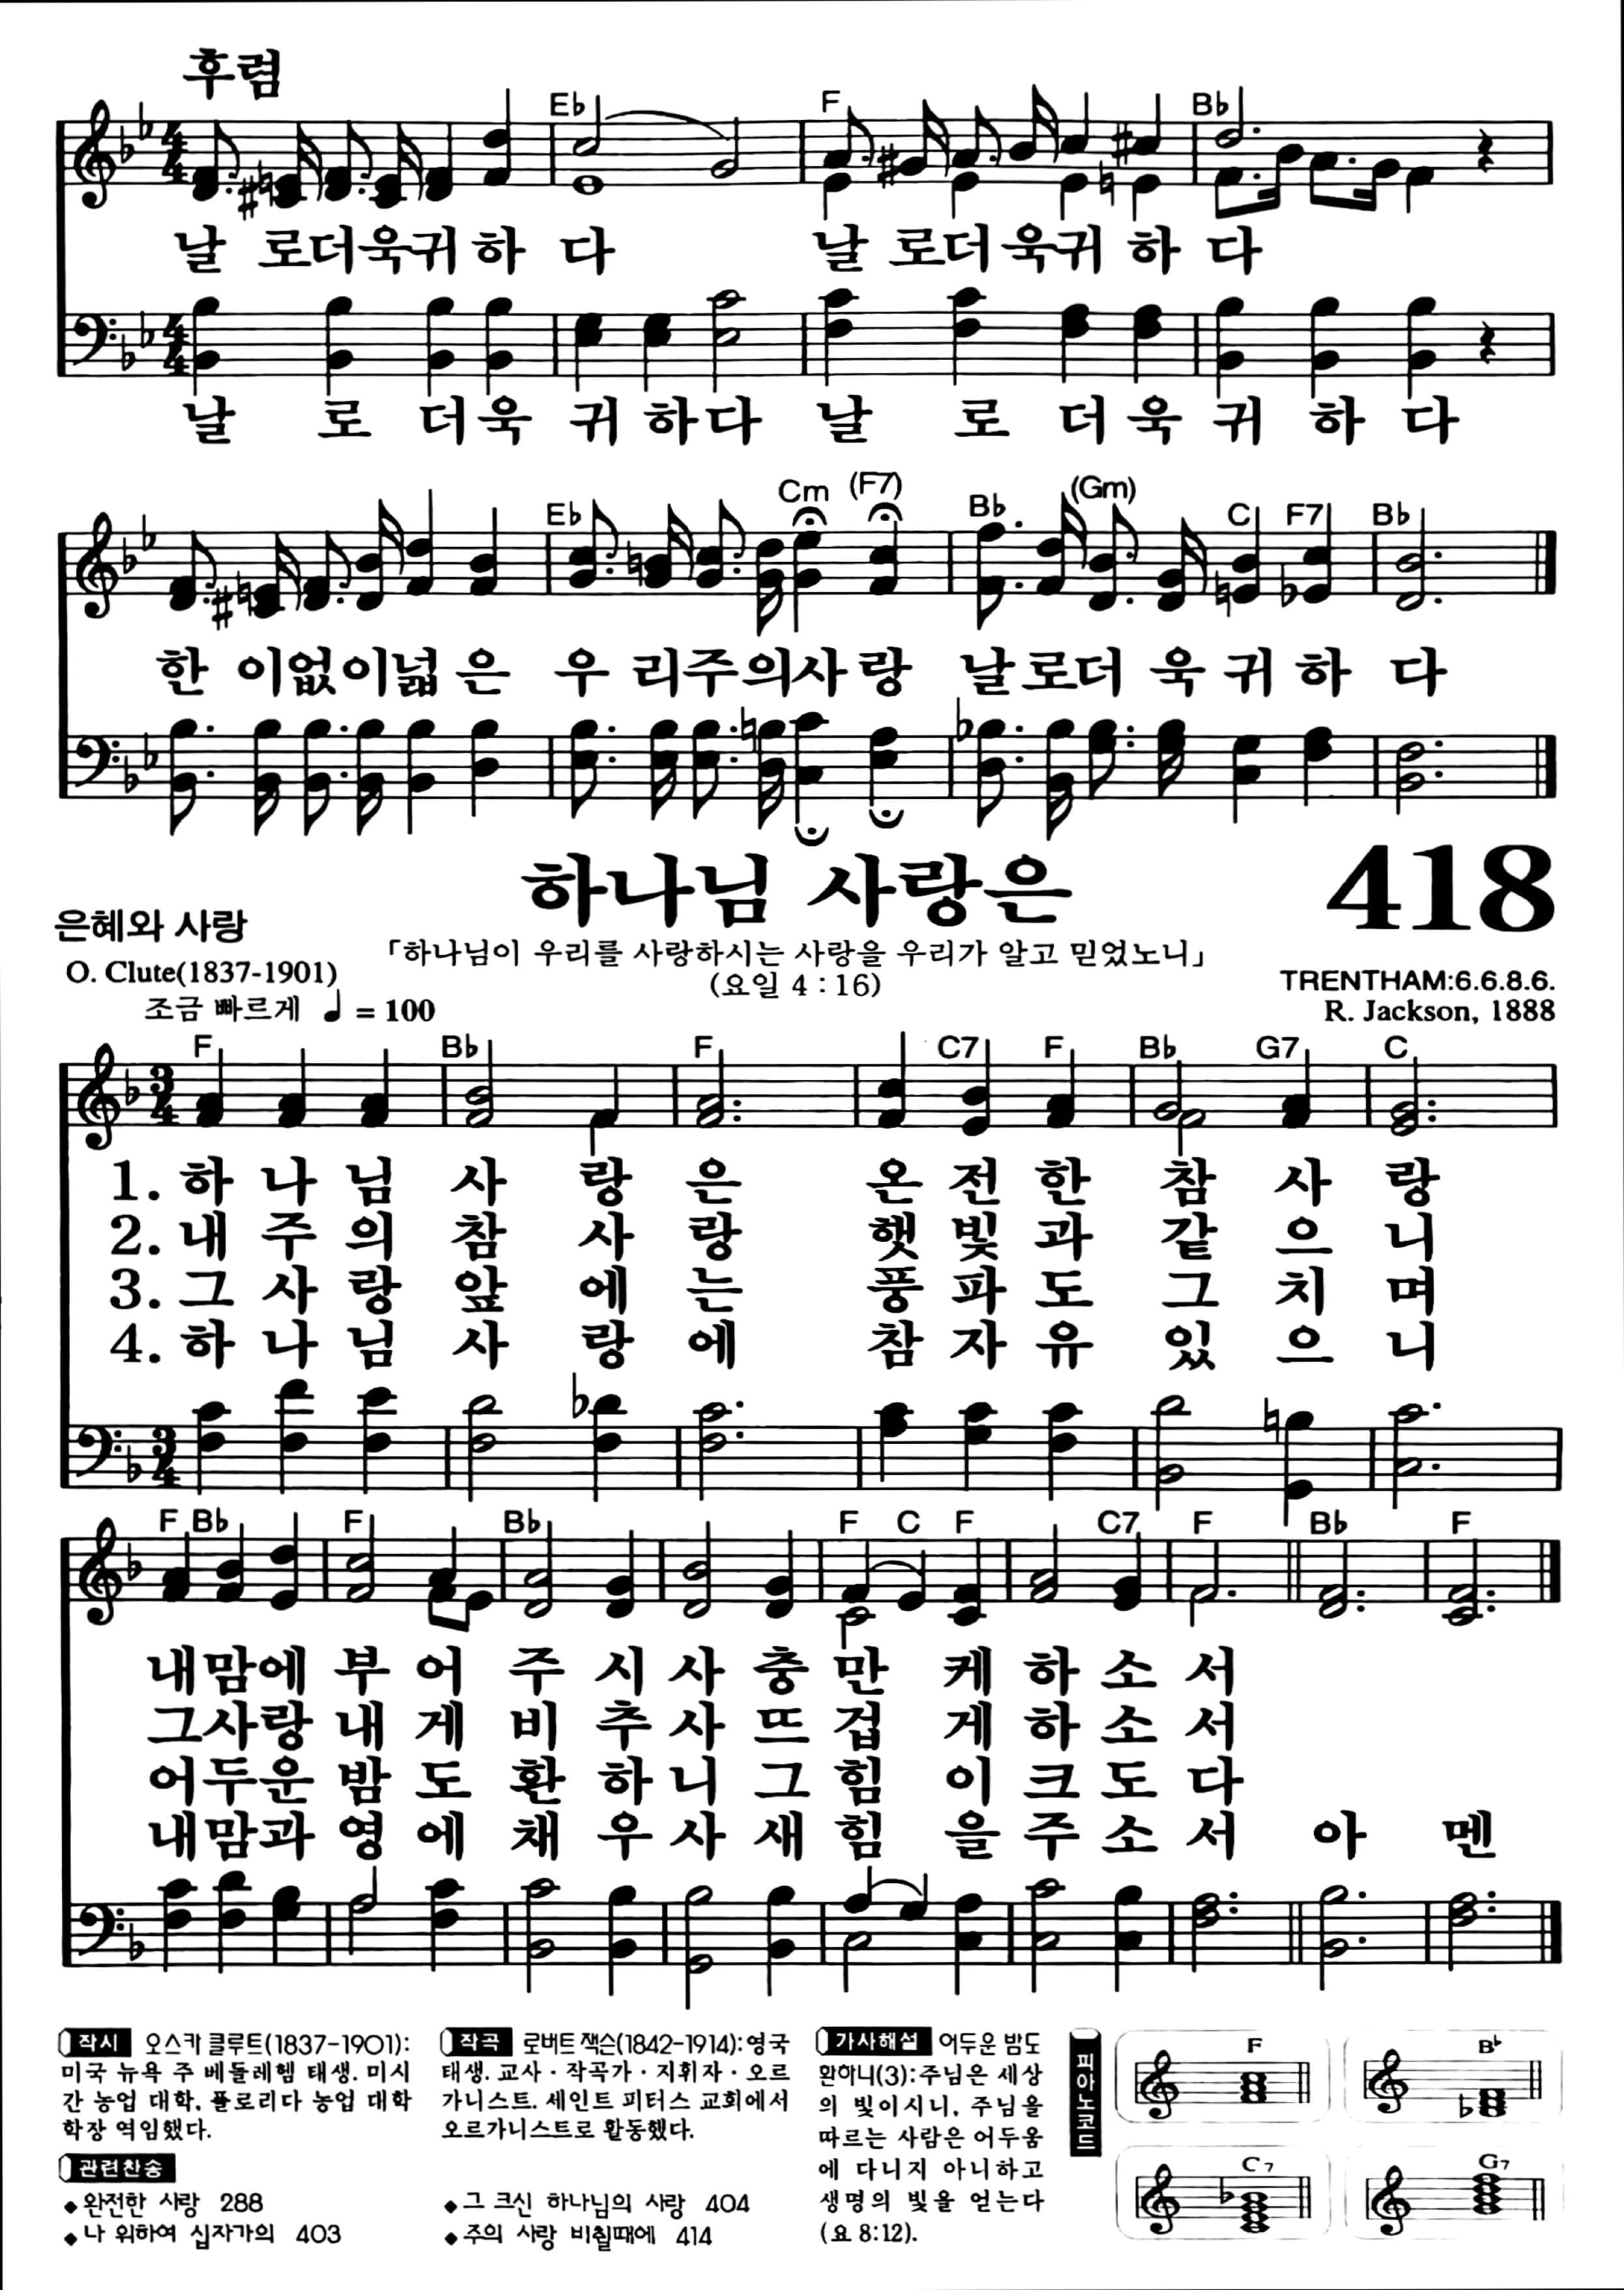 후렴
Eb F Bb
날 로더욱귀 하 다 날 로더 욱귀 하 다
날 로 더욱 귀 하다 날 로 더 욱 귀 하 다
Eb Cm (F7) Bb (Gm) C F7 Bb
한 이없이넓 은 우 리주의사 랑 날로더 욱 귀 하 다
하나님 사랑은 418
은혜와 사랑
「하나님이 우리를 사랑하시는 사랑을 우리가 알고 믿었노니」
(요일 4 : 16)
O. Clute(1837-1901)
TRENTHAM:6.6.8.6.
조금 빠르게 ♩ = 100
R. Jackson, 1888
F Bb F C7 F Bb G7 C
1. 하 나 님 사 랑 은 온 전 한 참 사 랑
2. 내 주 의 참 사 랑 햇 빛 과 같 으 니
3. 그 사 랑 앞 에 는 풍 파 도 그 치 며
4. 하 나 님 사 랑 에 참 자 유 있 으 니
F Bb F Bb F C F C7 F Bb F
내맘에 부 어 주 시 사 충 만 케 하 소 서
그사랑 내 게 비 추 사 뜨 겁 게 하 소 서
어두운 밤 도 환 하 니 그 힘 이 크 도 다
내맘과 영 에 채 우 사 새 힘 을 주 소 서 아 멘
작시 오스카 클루트(1837-1901):
미국 뉴욕 주 베들레헴 태생. 미시
간 농업 대학, 플로리다 농업 대학
학장 역임했다.
작곡 로버트 잭슨(1842-1914):영국
태생. 교사·작곡가·지휘자·오르
가니스트. 세인트 피터스 교회에서
오르가니스트로 활동했다.
관련찬송
◆완전한 사랑 288
◆나 위하여 십자가의 403
◆그 크신 하나님의 사랑 404
◆주의 사랑 비췰때에 414
가사해설 어두운 밤도
환하니(3):주님은 세상
의 빛이시니, 주님을
따르는 사람은 어두움
에 다니지 아니하고
생명의 빛을 얻는다
(요 8:12).
피아노코드
F
Bb
C7
G7